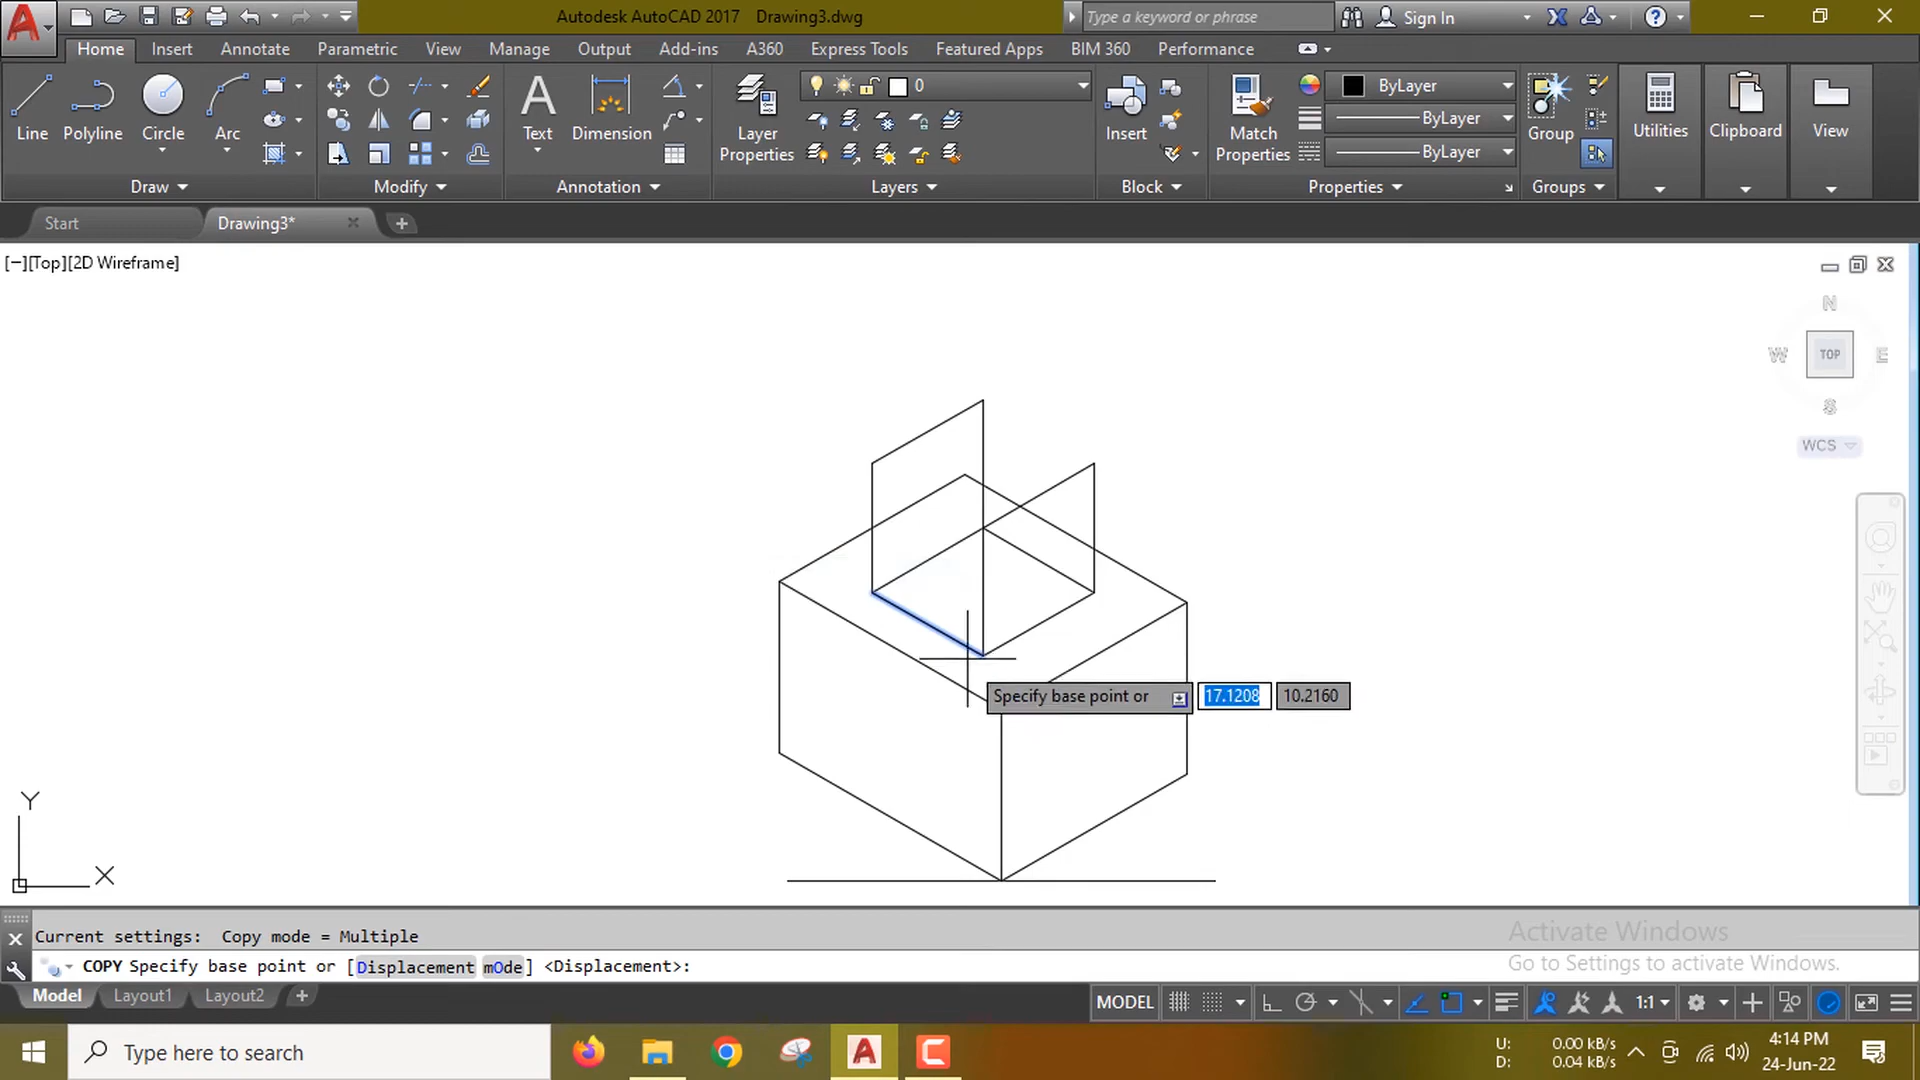 Autodesk AutoCAD 2017 Drawing3.dwg
Type a keyword or phrase
Sign In
Home Insert Annotate Parametric View Manage Output Add-ins A360 Express Tools Featured Apps BIM 360 Performance
Line Polyline Circle Arc
Text Dimension
Layer Properties
0
Insert
Match Properties
ByLayer
ByLayer
ByLayer
Group
Utilities
Clipboard
View
Draw Modify Annotation Layers Block Properties Groups
Start Drawing3*
[−][Top][2D Wireframe]
N
W TOP E
S
WCS
Specify base point or 17.1208 10.2160
Y
X
Current settings: Copy mode = Multiple
COPY Specify base point or [Displacement mOde] <Displacement>:
Activate Windows
Go to Settings to activate Windows.
Model Layout1 Layout2
MODEL 1:1
Type here to search
U: 0.00 kB/s
D: 0.04 kB/s
4:14 PM
24-Jun-22